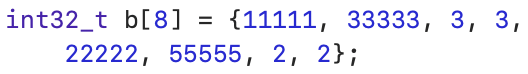 int32_t b[8] = {11111, 33333, 3, 3,
22222, 55555, 2, 2};